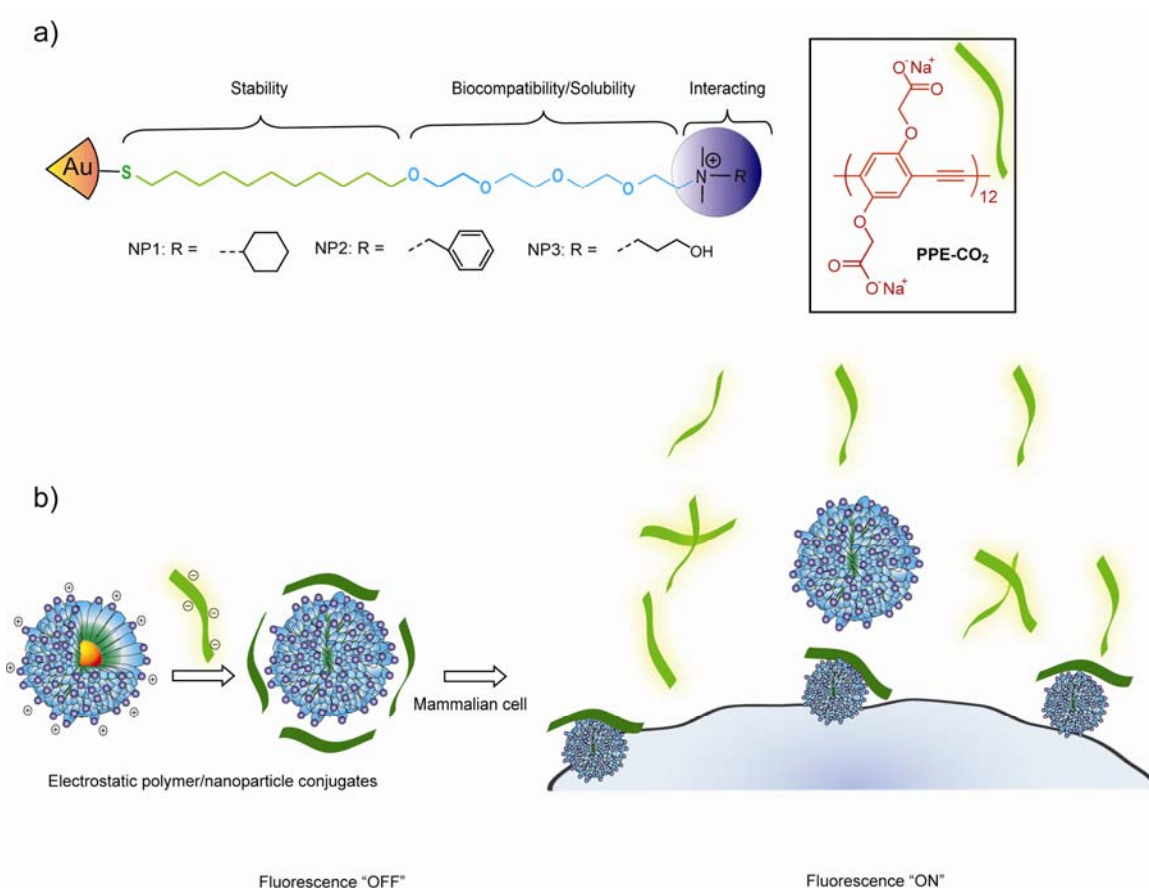 a)
Stability
Biocompatibility/Solubility
Interacting
Au
S
O
O
O
O
N
⊕
R
NP1: R =
NP2: R =
NP3: R =
OH
O⁻Na⁺
O
O
12
O
O
O⁻Na⁺
PPE-CO₂
b)
Mammalian cell
Electrostatic polymer/nanoparticle conjugates
Fluorescence “OFF”
Fluorescence “ON”